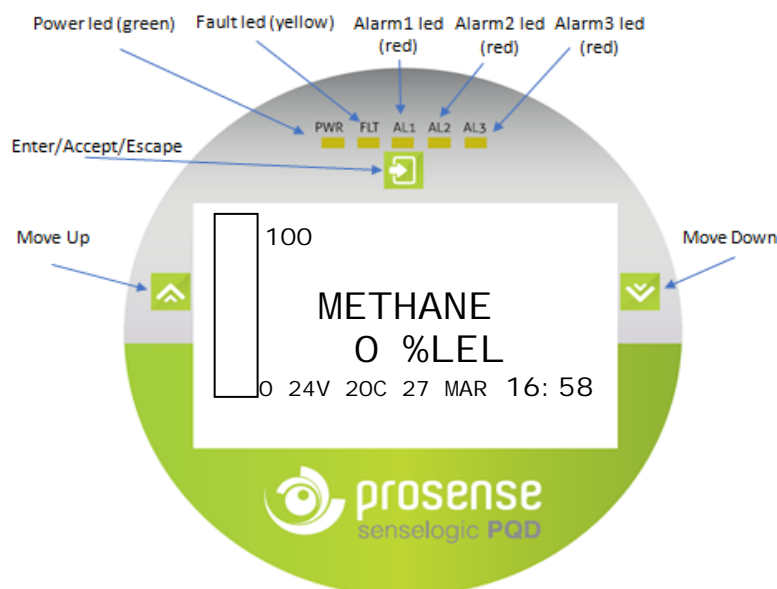 Power led (green)
Fault led (yellow)
Alarm1 led
(red)
Alarm2 led
(red)
Alarm3 led
(red)
PWR FLT AL1 AL2 AL3
Enter/Accept/Escape
Move Up
Move Down
100
METHANE
0 %LEL
0 24V 20C 27 MAR 16:58
prosense
senselogic PQD